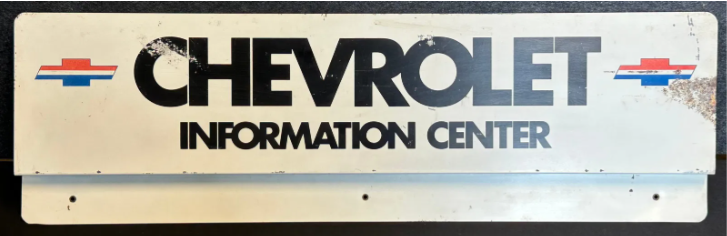 CHEVROLET
INFORMATION CENTER